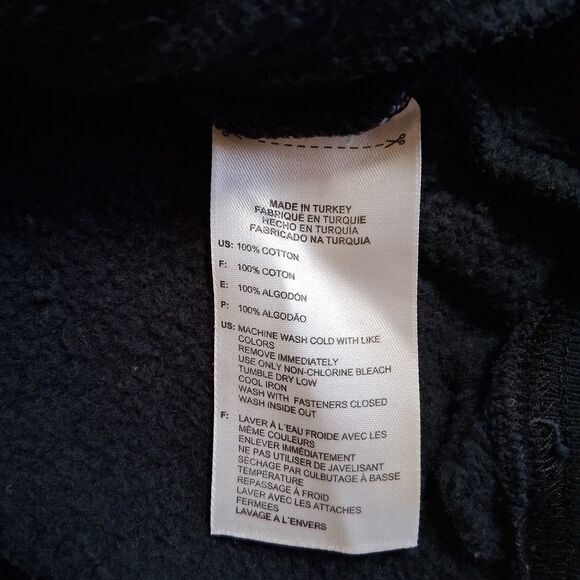 MADE IN TURKEY
FABRIQUE EN TURQUIE
HECHO EN TURQUÍA
FABRICADO NA TURQUIA
US: 100% COTTON
F: 100% COTON
E: 100% ALGODÓN
P: 100% ALGODÃO
US: MACHINE WASH COLD WITH LIKE
COLORS
REMOVE IMMEDIATELY
USE ONLY NON-CHLORINE BLEACH
TUMBLE DRY LOW
COOL IRON
WASH WITH FASTENERS CLOSED
WASH INSIDE OUT
F: LAVER À L'EAU FROIDE AVEC LES
MÊME COULEURS
ENLEVER IMMÉDIATEMENT
NE PAS UTILISER DE JAVELISANT
SÉCHAGE PAR CULBUTAGE À BASSE
TEMPÉRATURE
REPASSAGE À FROID
LAVER AVEC LES ATTACHES
FERMEES
LAVAGE À L'ENVERS